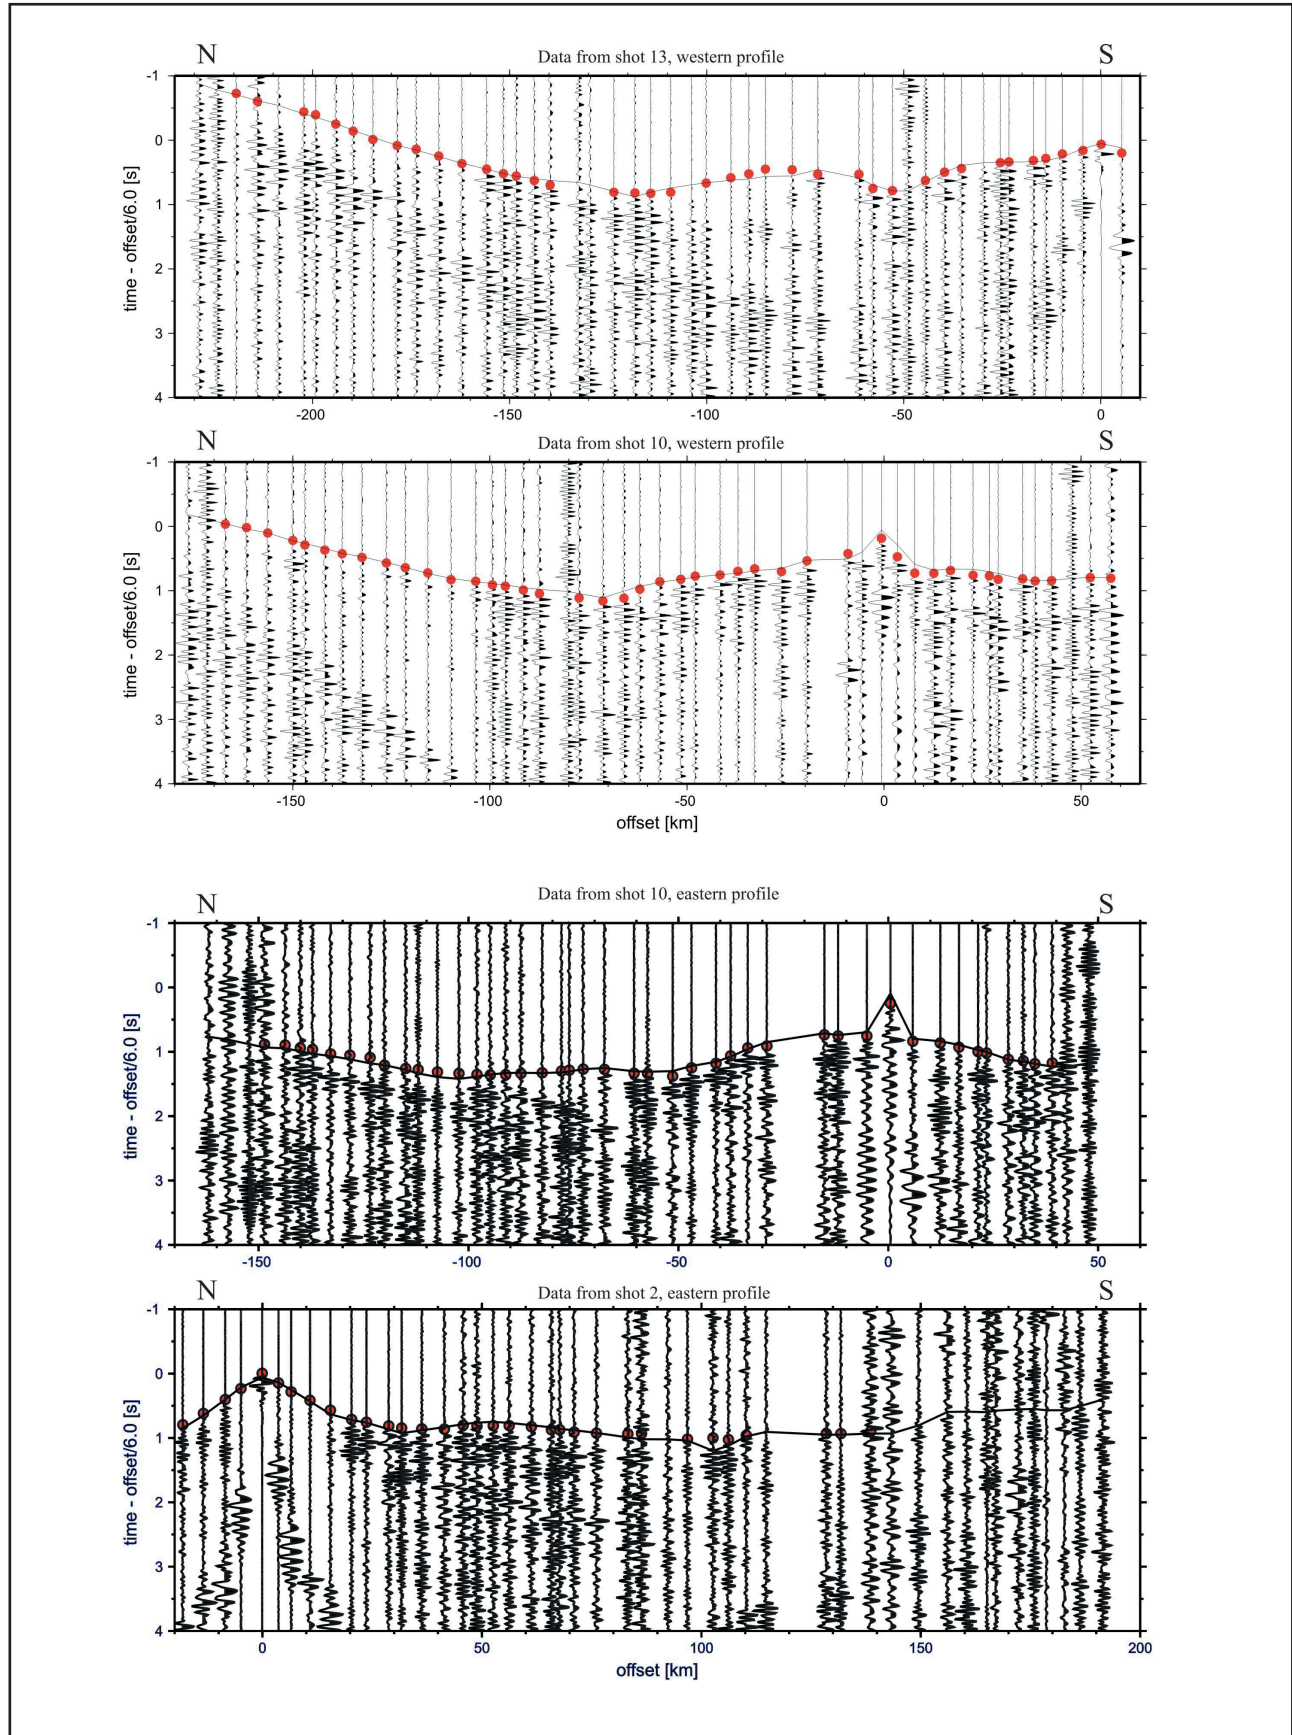 N Data from shot 13, western profile S
-1
0
1
2
3
4
time - offset/6.0 [s]
-200 -150 -100 -50 0
N Data from shot 10, western profile S
-1
0
1
2
3
4
time - offset/6.0 [s]
-150 -100 -50 0 50
offset [km]
N Data from shot 10, eastern profile S
-1
0
1
2
3
4
time - offset/6.0 [s]
-150 -100 -50 0 50
N Data from shot 2, eastern profile S
-1
0
1
2
3
4
time - offset/6.0 [s]
0 50 100 150 200
offset [km]